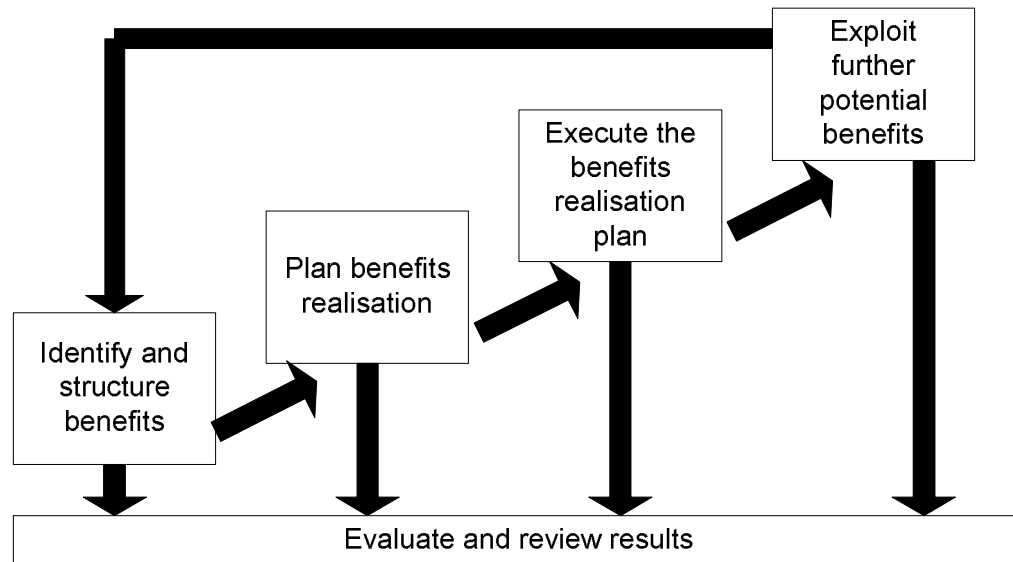 Exploit
further
potential
benefits
Execute the
benefits
realisation
plan
Plan benefits
realisation
Identify and
structure
benefits
Evaluate and review results